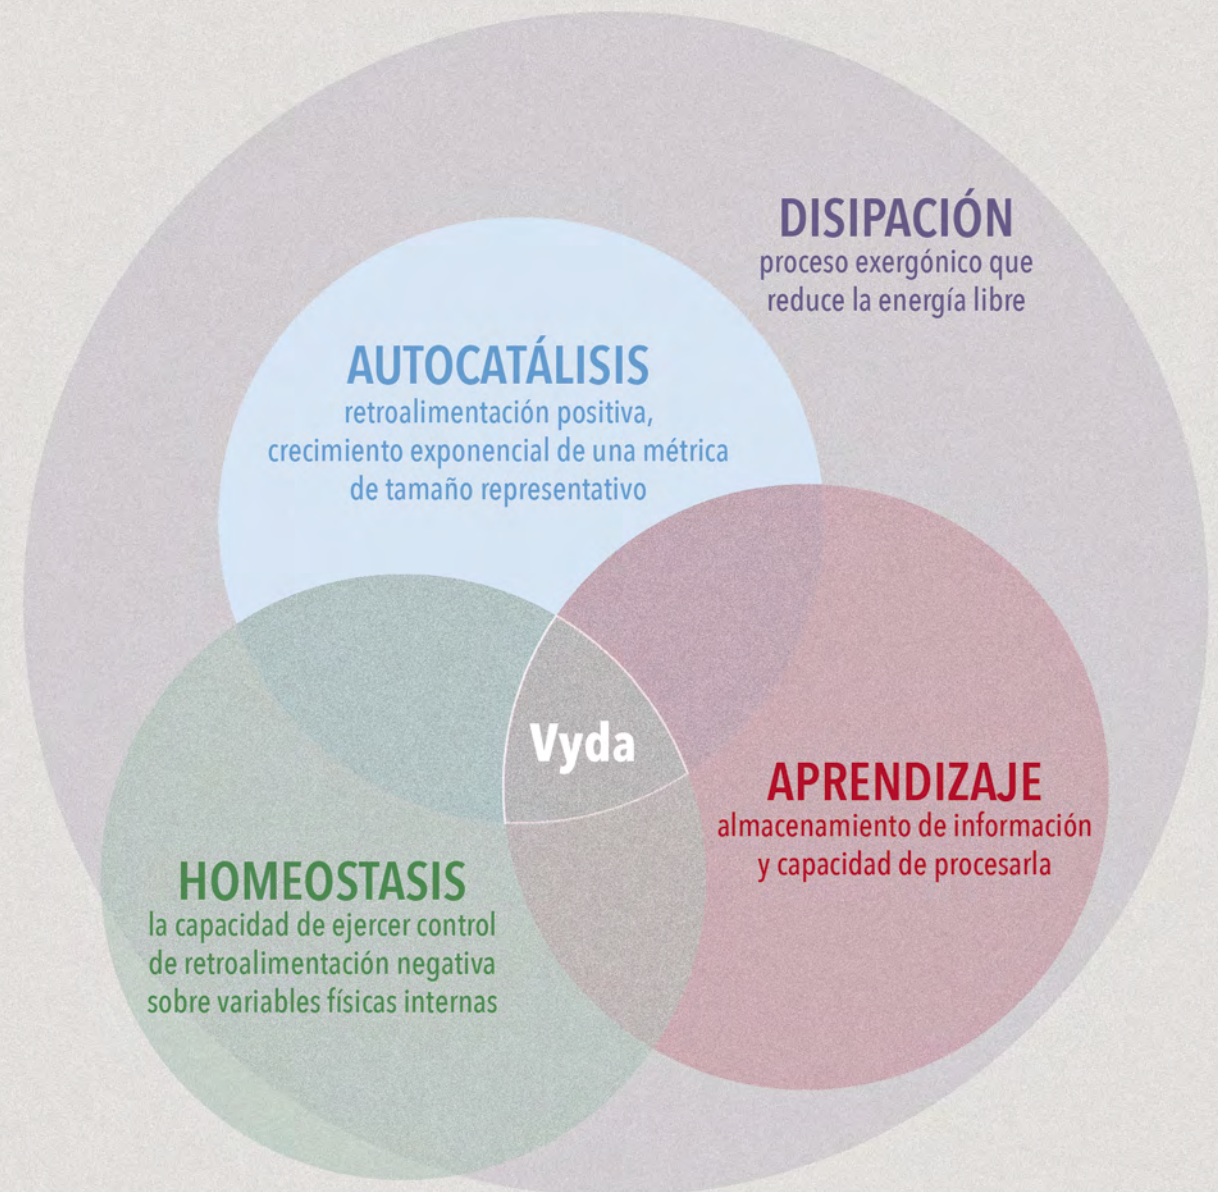 DISIPACIÓN
proceso exergónico que
reduce la energía libre
AUTOCATÁLISIS
retroalimentación positiva,
crecimiento exponencial de una métrica
de tamaño representativo
Vyda
APRENDIZAJE
almacenamiento de información
y capacidad de procesarla
HOMEOSTASIS
la capacidad de ejercer control
de retroalimentación negativa
sobre variables físicas internas